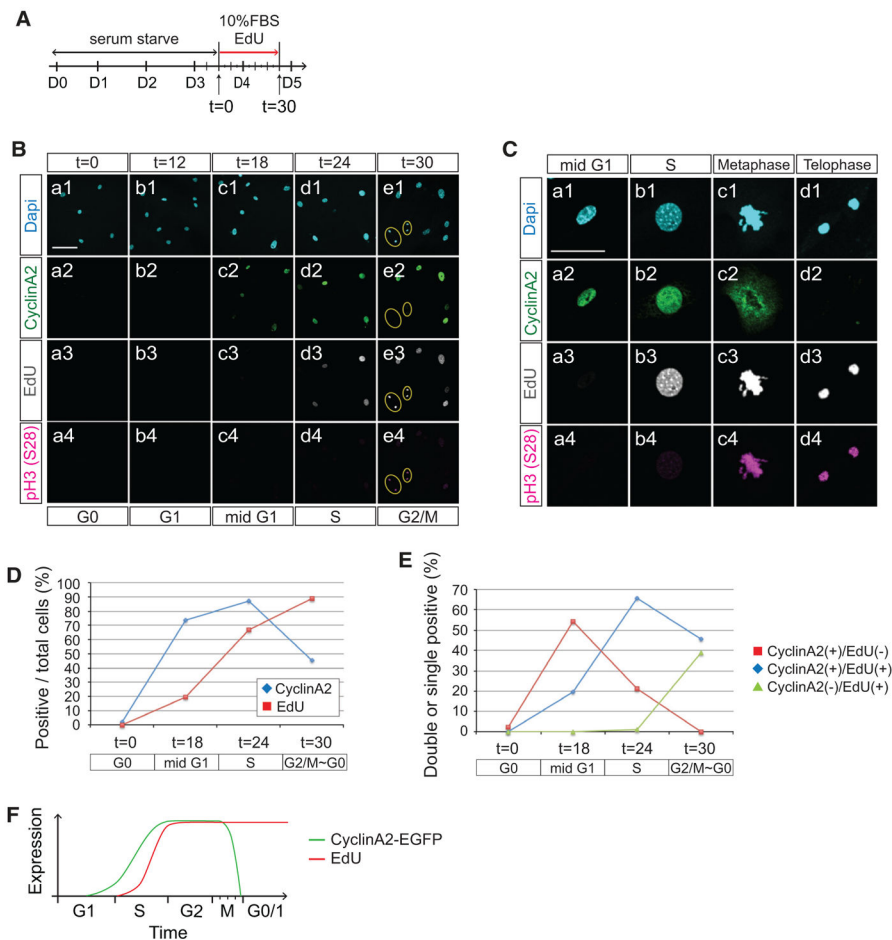 A
10%FBS
serum starve EdU
D0 D1 D2 D3 D4 D5
t=0 t=30
B
t=0 t=12 t=18 t=24 t=30
Dapi a1 b1 c1 d1 e1
CyclinA2 a2 b2 c2 d2 e2
EdU a3 b3 c3 d3 e3
pH3 (S28) a4 b4 c4 d4 e4
G0 G1 mid G1 S G2/M
C
mid G1 S Metaphase Telophase
Dapi a1 b1 c1 d1
CyclinA2 a2 b2 c2 d2
EdU a3 b3 c3 d3
pH3 (S28) a4 b4 c4 d4
D
Positive / total cells (%)
100
90
80
70
60
50
40
30
20
10
0
CyclinA2
EdU
t=0 t=18 t=24 t=30
G0 mid G1 S G2/M~G0
E
Double or single positive (%)
70
60
50
40
30
20
10
0
CyclinA2(+)/EdU(-)
CyclinA2(+)/EdU(+)
CyclinA2(-)/EdU(+)
t=0 t=18 t=24 t=30
G0 mid G1 S G2/M~G0
F
Expression
CyclinA2-EGFP
EdU
G1 S G2 M G0/1
Time